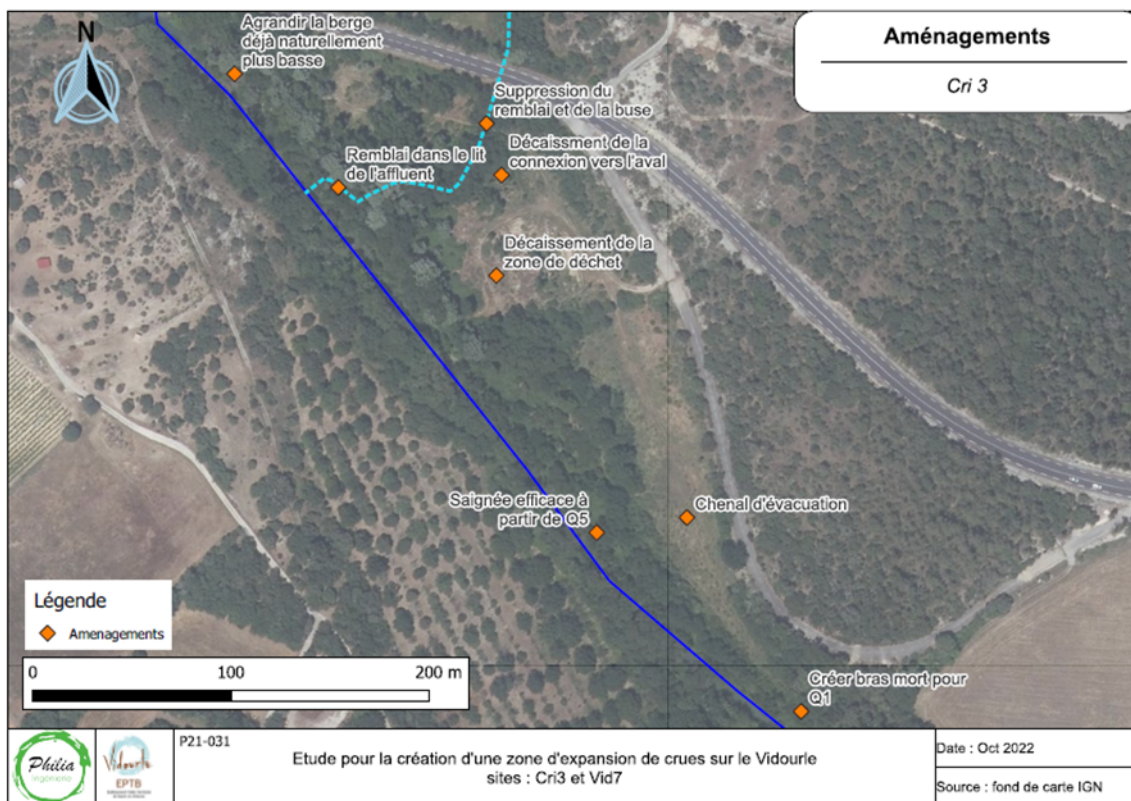 N
Agrandir la berge
déjà naturellement
plus basse
Aménagements
Cri 3
Suppression du
remblai et de la buse
Décaissment de la
connexion vers l'aval
Remblai dans le lit
de l'affluent
Décaissement de la
zone de déchet
Saignée efficace à
partir de Q5
Chenal d'évacuation
Créer bras mort pour
Q1
Légende
Amenagements
0 100 200 m
Philia
Ingénierie
Vidourle
EPTB
P21-031
Etude pour la création d'une zone d'expansion de crues sur le Vidourle
sites : Cri3 et Vid7
Date : Oct 2022
Source : fond de carte IGN